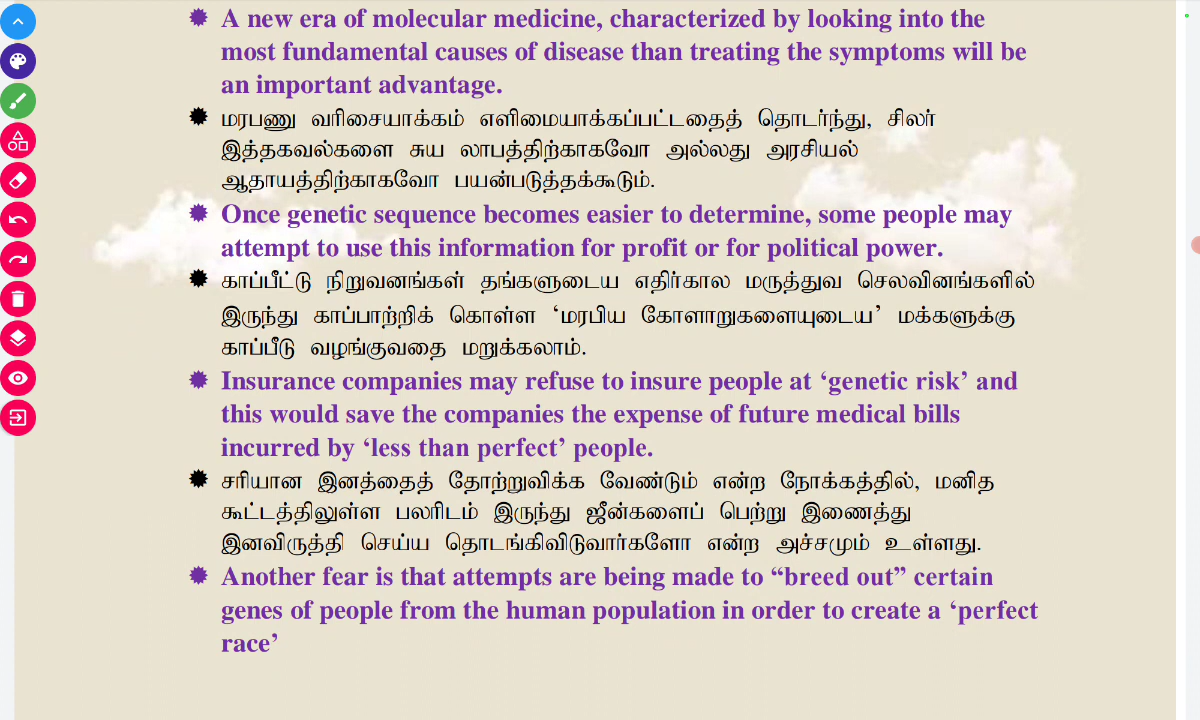 A new era of molecular medicine, characterized by looking into the
most fundamental causes of disease than treating the symptoms will be
an important advantage.
மரபணு வரிசையாக்கம் எளிமையாக்கப்பட்டதைத் தொடர்ந்து, சிலர்
இத்தகவல்களை சுய லாபத்திற்காகவோ அல்லது அரசியல்
ஆதாயத்திற்காகவோ பயன்படுத்தக்கூடும்.
Once genetic sequence becomes easier to determine, some people may
attempt to use this information for profit or for political power.
காப்பீட்டு நிறுவனங்கள் தங்களுடைய எதிர்கால மருத்துவ செலவினங்களில்
இருந்து காப்பாற்றிக் கொள்ள ‘மரபிய கோளாறுகளையுடைய’ மக்களுக்கு
காப்பீடு வழங்குவதை மறுக்கலாம்.
Insurance companies may refuse to insure people at ‘genetic risk’ and
this would save the companies the expense of future medical bills
incurred by ‘less than perfect’ people.
சரியான இனத்தைத் தோற்றுவிக்க வேண்டும் என்ற நோக்கத்தில், மனித
கூட்டத்திலுள்ள பலரிடம் இருந்து ஜீன்களைப் பெற்று இணைத்து
இனவிருத்தி செய்ய தொடங்கிவிடுவார்களோ என்ற அச்சமும் உள்ளது.
Another fear is that attempts are being made to “breed out” certain
genes of people from the human population in order to create a ‘perfect
race’